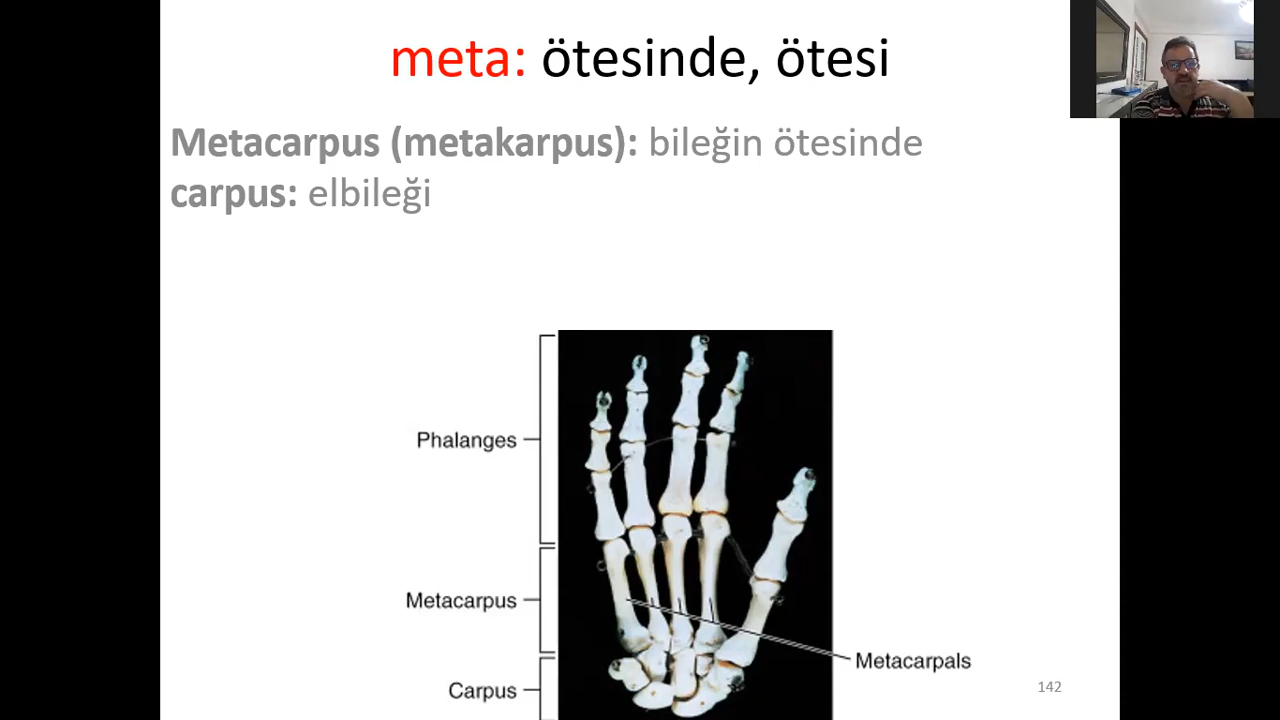 meta: ötesinde, ötesi
Metacarpus (metakarpus): bileğin ötesinde
carpus: elbileği
Phalanges
Metacarpus
Metacarpals
Carpus
142